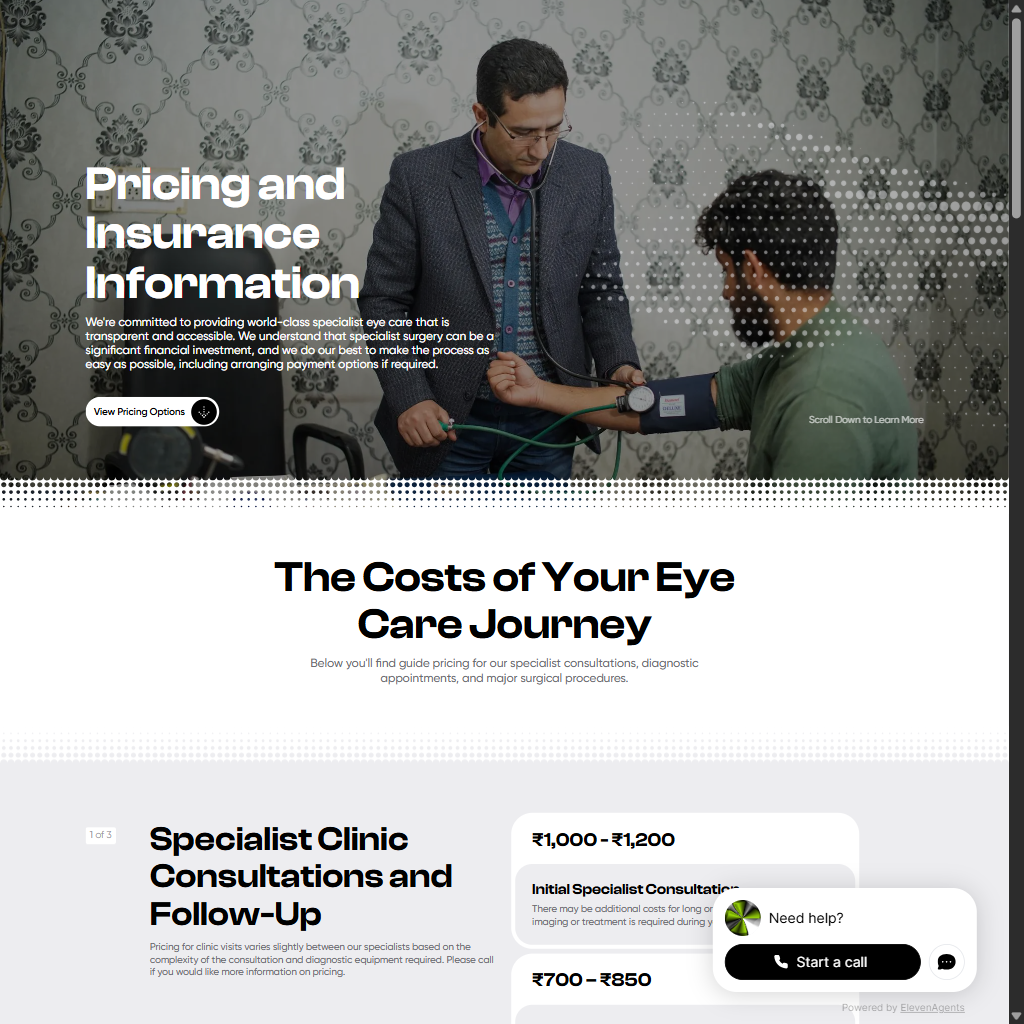 Pricing and
Insurance
Information
We're committed to providing world-class specialist eye care that is
transparent and accessible. We understand that specialist surgery can be a
significant financial investment, and we do our best to make the process as
easy as possible, including arranging payment options if required.
View Pricing Options
Scroll Down to Learn More
The Costs of Your Eye
Care Journey
Below you'll find guide pricing for our specialist consultations, diagnostic
appointments, and major surgical procedures.
1 of 3
Specialist Clinic
Consultations and
Follow-Up
Pricing for clinic visits varies slightly between our specialists based on the
complexity of the consultation and diagnostic equipment required. Please call
if you would like more information on pricing.
₹1,000 - ₹1,200
Initial Specialist Consultation
There may be additional costs for long or
imaging or treatment is required during y
₹700 – ₹850
Need help?
Start a call
Powered by ElevenAgents